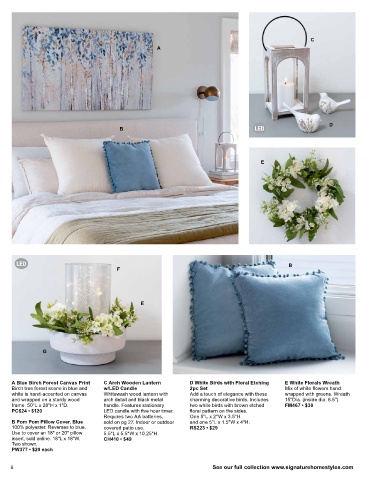 A
B
C
LED
D
E
LED
F
E
G
B
A Blue Birch Forest Canvas Print
Birch tree forest scene in blue and
white is hand-accented on canvas
and wrapped on a sturdy wood
frame. 50"L x 28"H x 1"D.
PC624 • $120
B Pom Pom Pillow Cover, Blue
100% polyester. Reverses to blue.
Use to cover an 18" or 20" pillow
insert, sold online. 18"L x 18"W.
Two shown.
PW377 • $28 each
C Arch Wooden Lantern
w/LED Candle
Whitewash wood lantern with
arch detail and black metal
handle. Features stationary
LED candle with five hour timer.
Requires two AA batteries,
sold on pg 27. Indoor or outdoor
covered patio use.
5.5"L x 5.5"W x 10.25"H.
CH410 • $48
D White Birds with Floral Etching
2pc Set
Add a touch of elegance with these
charming decorative birds. Includes
two white birds with brown etched
floral pattern on the sides.
One 5"L x 2"W x 3.5"H
and one 5"L x 1.5"W x 4"H.
RS223 • $29
E White Florals Wreath
Mix of white flowers hand
wrapped with greens. Wreath
15"Dia. (inside dia. 6.5")
FW467 • $38
6
See our full collection www.signaturehomestyles.com